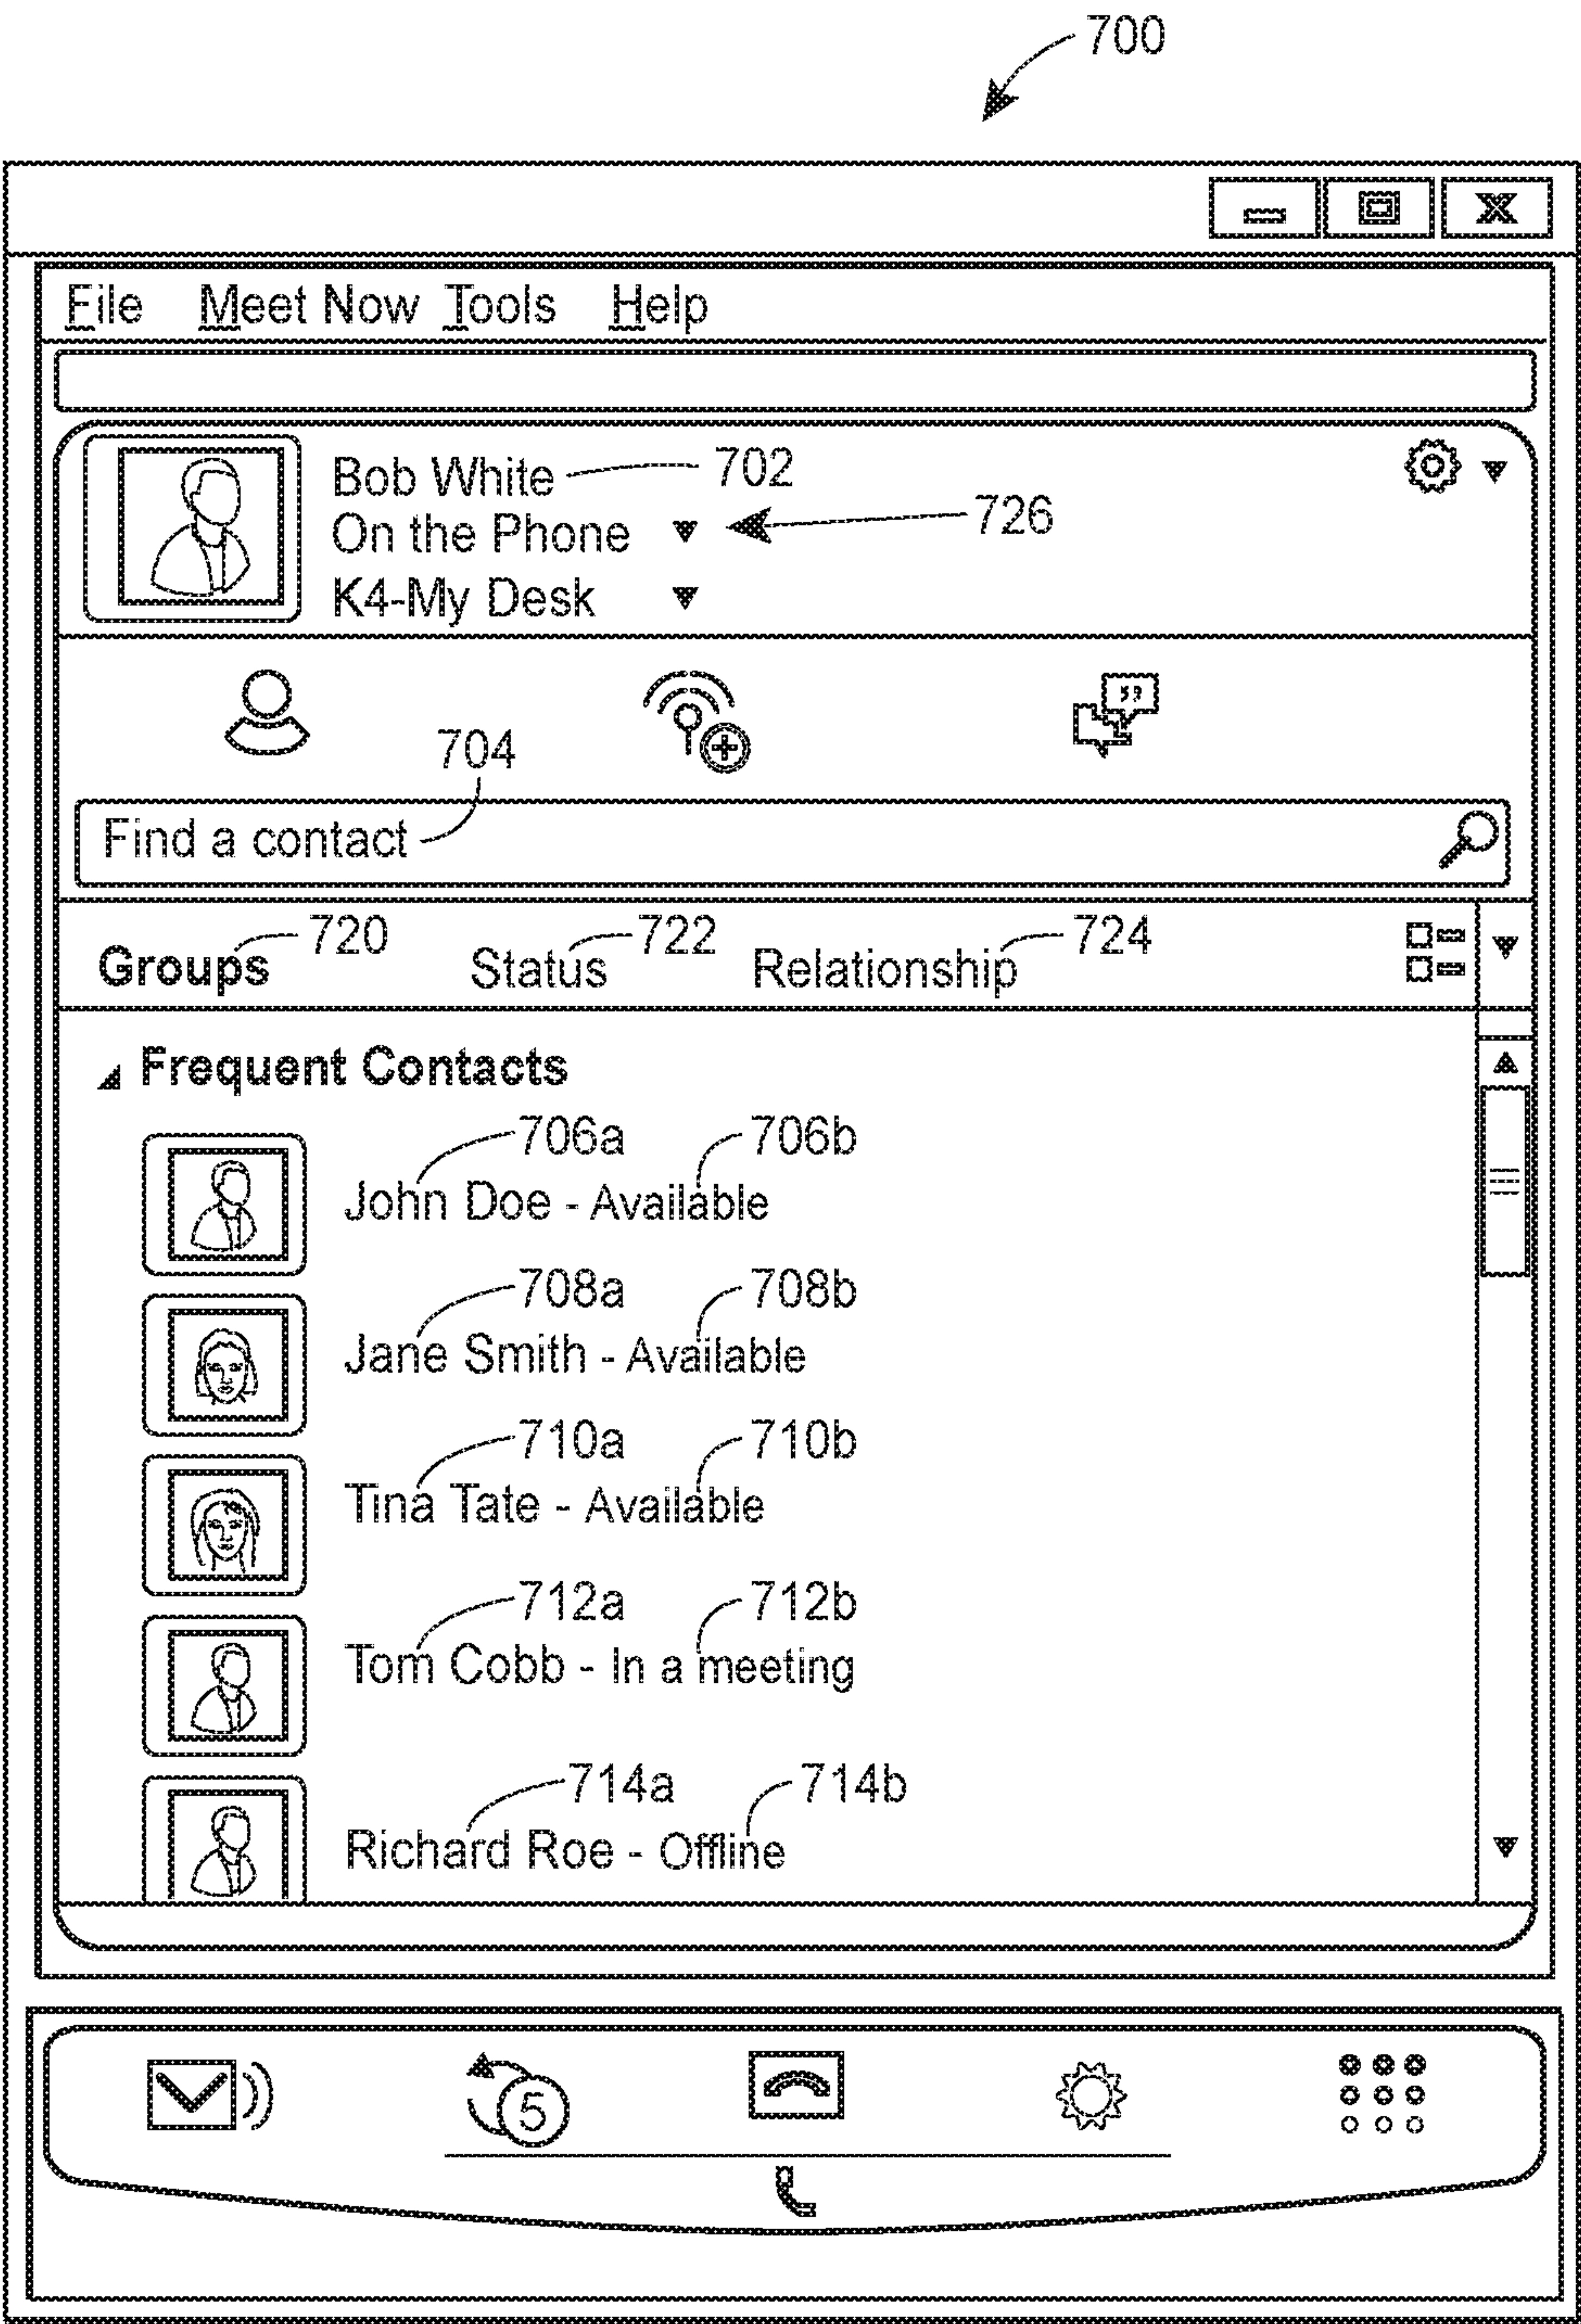 700
File Meet Now Tools Help
Bob White 702
On the Phone 726
K4-My Desk
704
Find a contact
Groups 720 Status 722 Relationship 724
Frequent Contacts
706a 706b
John Doe - Available
708a 708b
Jane Smith - Available
710a 710b
Tina Tate - Available
712a 712b
Tom Cobb - In a meeting
714a 714b
Richard Roe - Offline
5